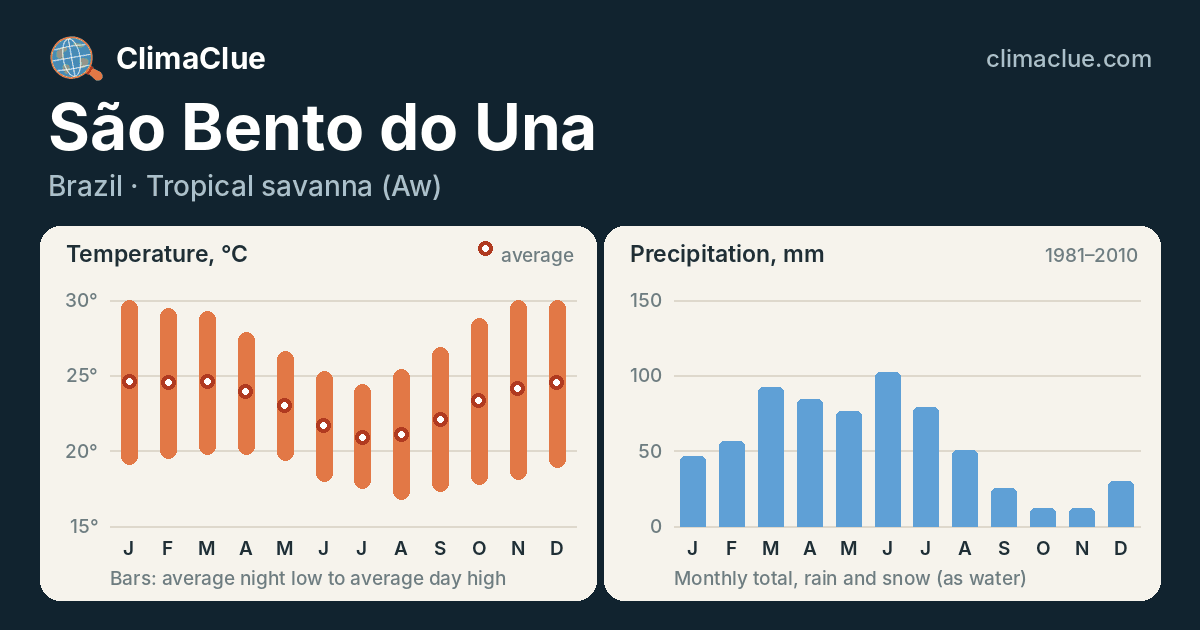 ClimaClue
climaclue.com
São Bento do Una
Brazil · Tropical savanna (Aw)
Temperature, °C
average
30°
25°
20°
15°
J F M A M J J A S O N D
Bars: average night low to average day high
Precipitation, mm
1981–2010
150
100
50
0
J F M A M J J A S O N D
Monthly total, rain and snow (as water)